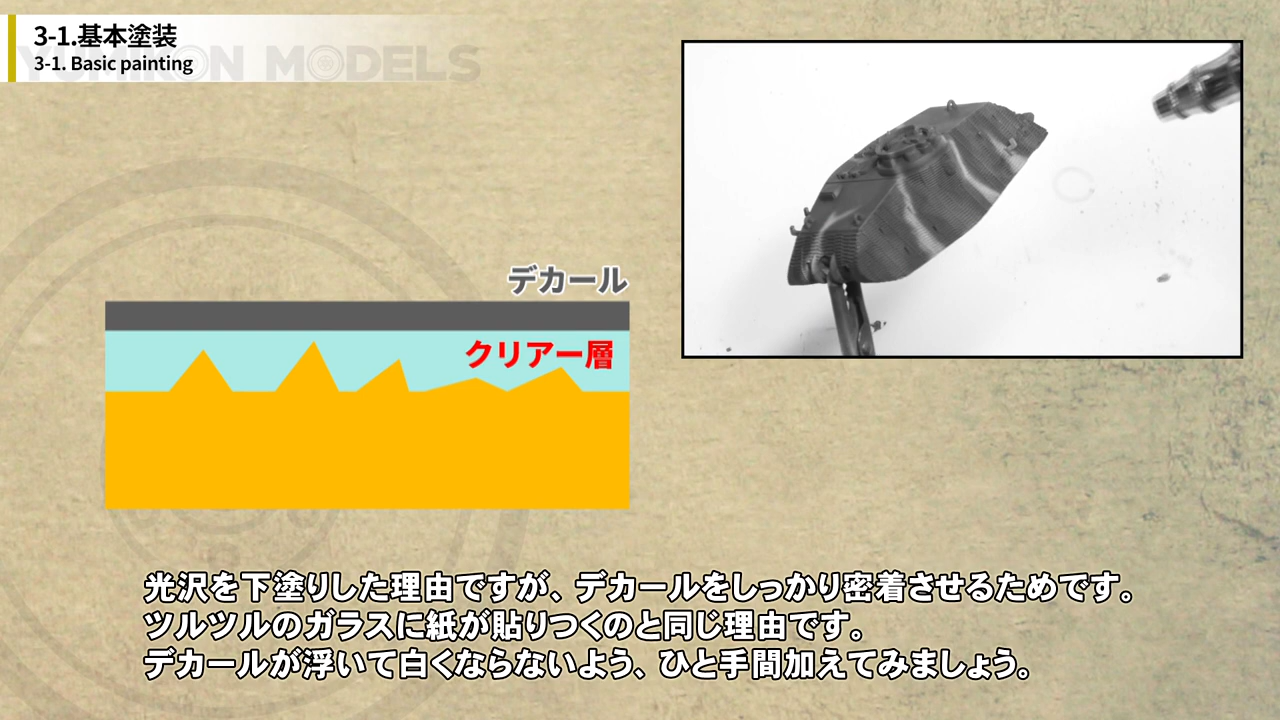 3-1.基本塗装
3-1. Basic painting
YUMKON MODELS
デカール
クリアー層
光沢を下塗りした理由ですが、デカールをしっかり密着させるためです。
ツルツルのガラスに紙が貼りつくのと同じ理由です。
デカールが浮いて白くならないよう、ひと手間加えてみましょう。